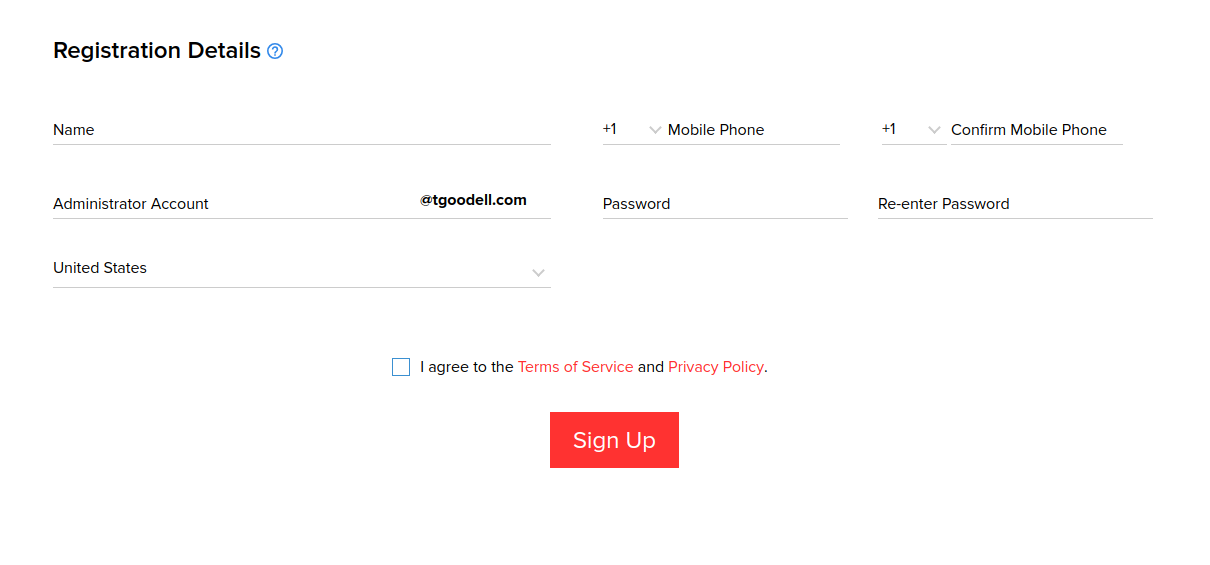 Registration Details
Name
+1 Mobile Phone
+1 Confirm Mobile Phone
Administrator Account @tgoodell.com
Password
Re-enter Password
United States
I agree to the Terms of Service and Privacy Policy.
Sign Up